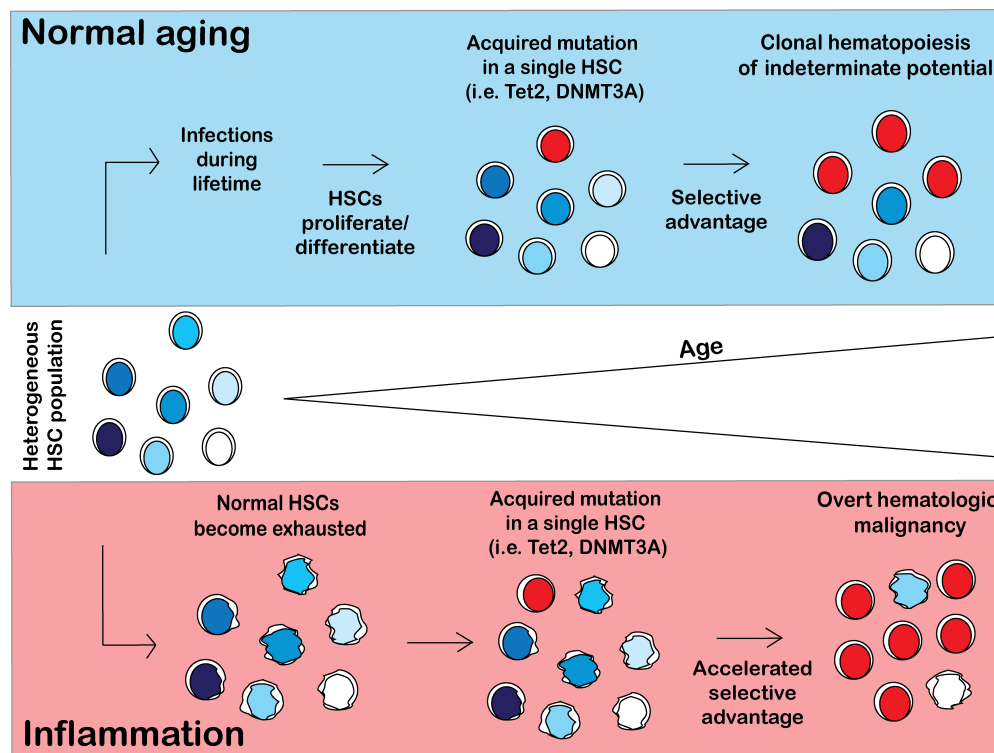 Normal aging
Infections
during
lifetime
HSCs
proliferate/
differentiate
Acquired mutation
in a single HSC
(i.e. Tet2, DNMT3A)
Selective
advantage
Clonal hematopoiesis
of indeterminate potential
Heterogeneous
HSC population
Age
Normal HSCs
become exhausted
Acquired mutation
in a single HSC
(i.e. Tet2, DNMT3A)
Accelerated
selective
advantage
Overt hematologic
malignancy
Inflammation